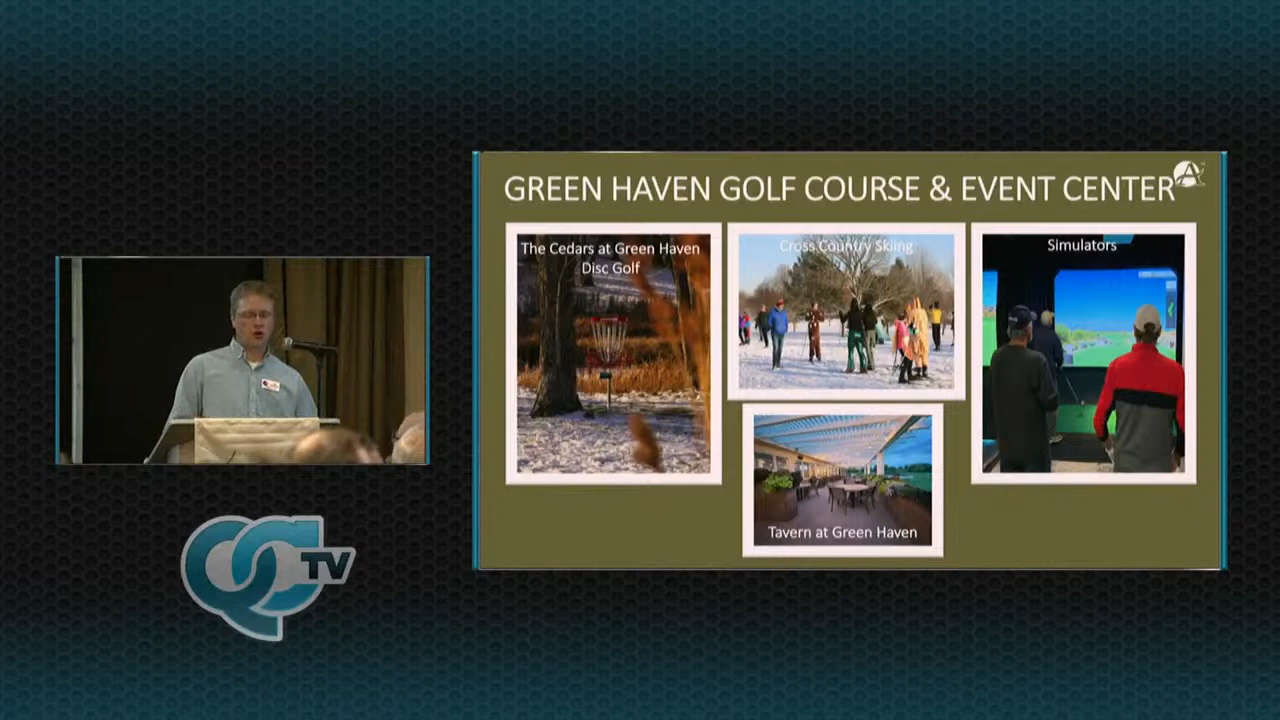 GREEN HAVEN GOLF COURSE & EVENT CENTER
A
The Cedars at Green Haven
Disc Golf
Cross Country Skiing
Simulators
Tavern at Green Haven
QC
TV